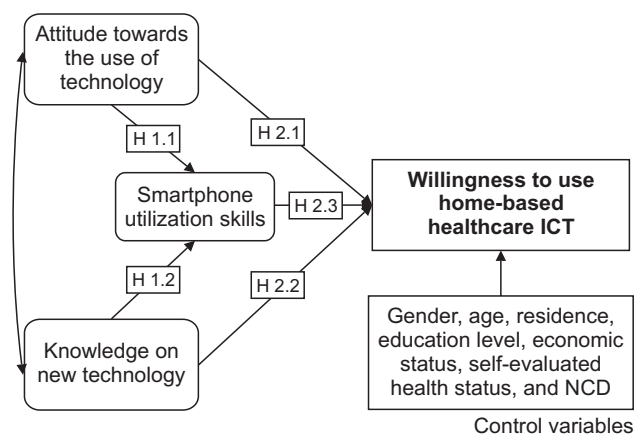 Attitude towards
the use of
technology
H 1.1
H 2.1
Smartphone
utilization skills
H 2.3
Willingness to use
home-based
healthcare ICT
H 1.2
H 2.2
Knowledge on
new technology
Gender, age, residence,
education level, economic
status, self-evaluated
health status, and NCD
Control variables